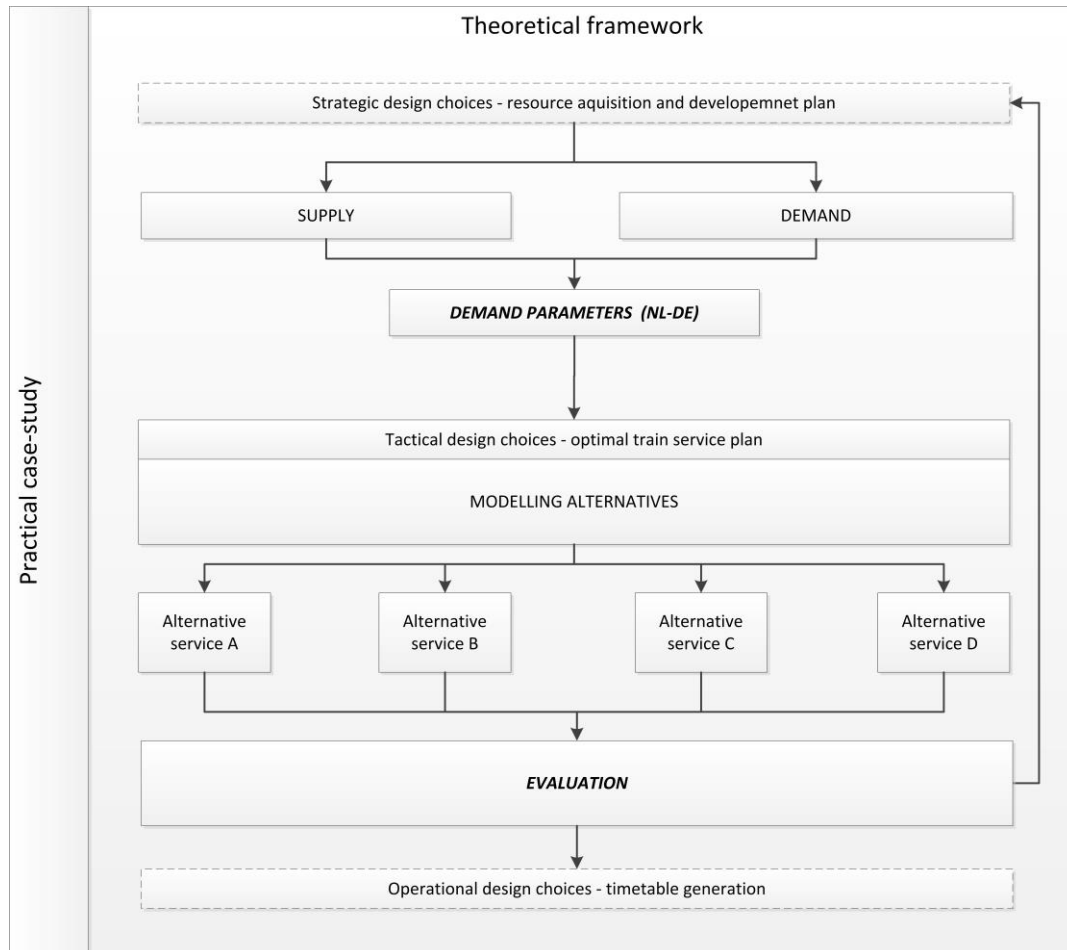 Theoretical framework
Practical case-study
Strategic design choices - resource aquisition and developemnet plan
SUPPLY
DEMAND
DEMAND PARAMETERS (NL-DE)
Tactical design choices - optimal train service plan
MODELLING ALTERNATIVES
Alternative
service A
Alternative
service B
Alternative
service C
Alternative
service D
EVALUATION
Operational design choices - timetable generation